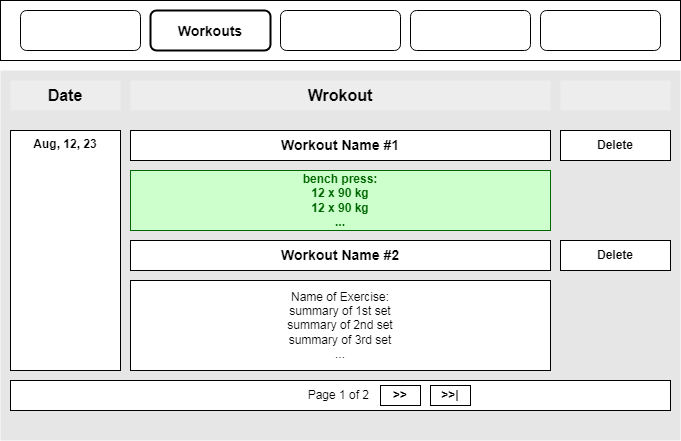 Workouts
Date
Wrokout
Aug, 12, 23
Workout Name #1
Delete
bench press:
12 x 90 kg
12 x 90 kg
...
Workout Name #2
Delete
Name of Exercise:
summary of 1st set
summary of 2nd set
summary of 3rd set
...
Page 1 of 2
>>
>>|